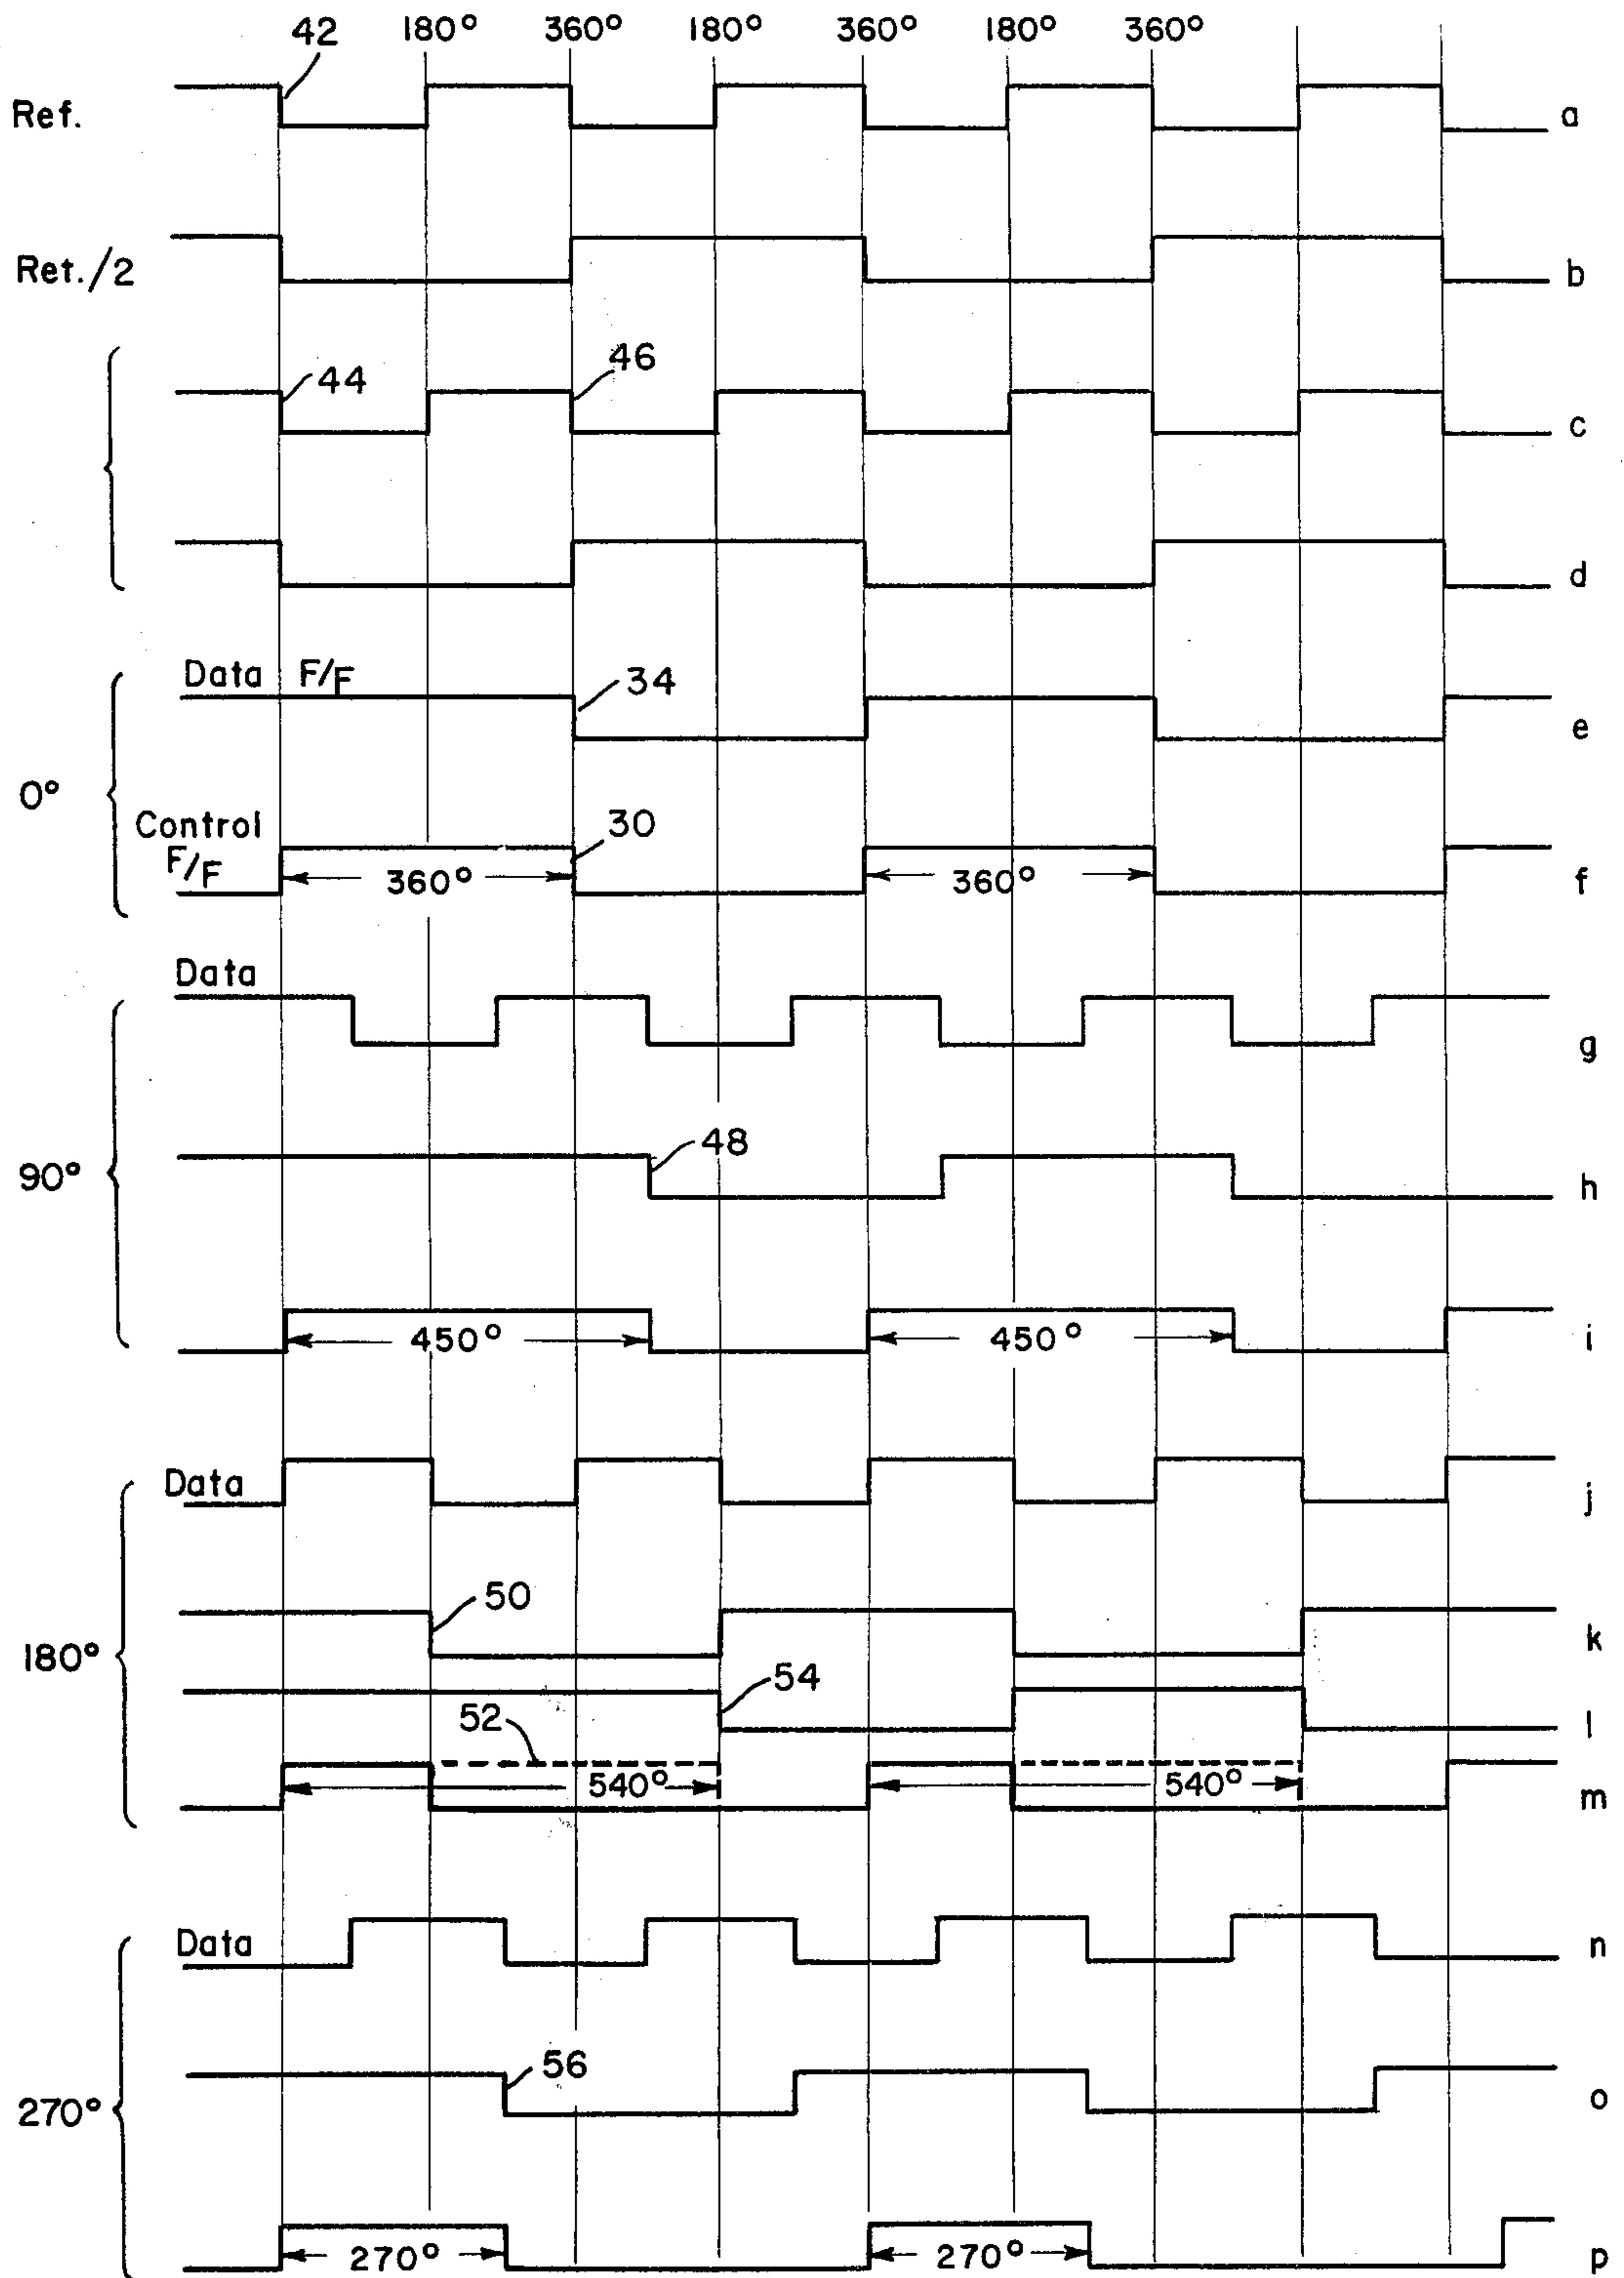 42 180° 360° 180° 360° 180° 360°
Ref. a
Ret./2 b
44 46 c
d
Data F/F 34 e
0°
Control F/F 30 360° 360° f
Data g
90° 48 h
450° 450° i
Data j
180° 50 k
54 l
52 540° 540° m
Data n
270° 56 o
270° 270° p